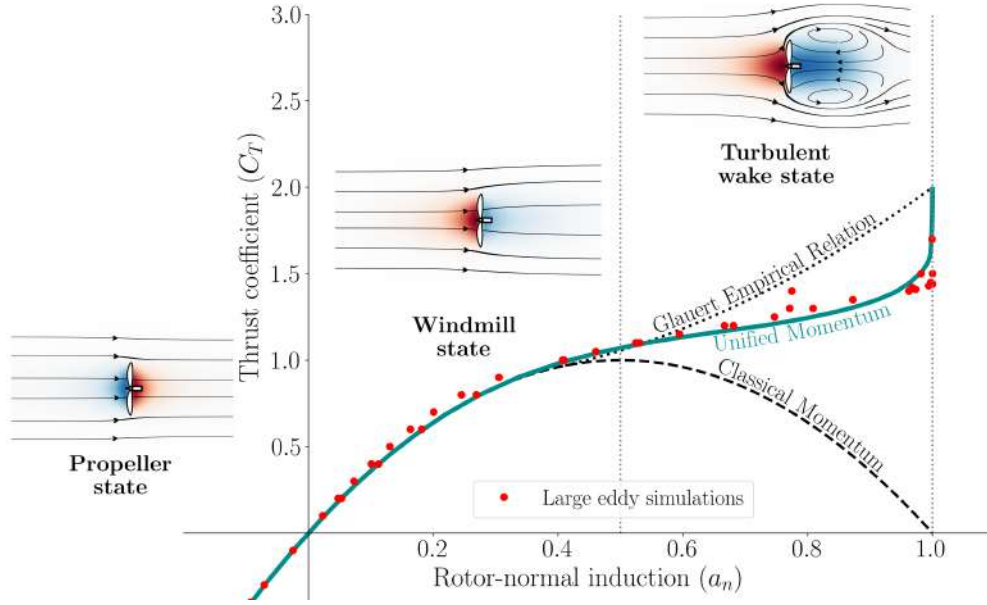 3.0
2.5
2.0
1.5
1.0
0.5
Thrust coefficient (C_T)
Turbulent
wake state
Windmill
state
Propeller
state
Glauert Empirical Relation
Unified Momentum
Classical Momentum
Large eddy simulations
0.2
0.4
0.6
0.8
1.0
Rotor-normal induction (a_n)